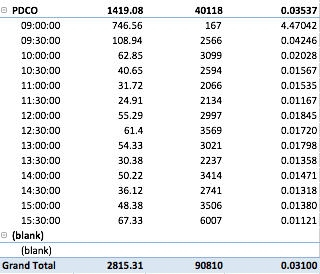 PDCO 1419.08 40118 0.03537
09:00:00 746.56 167 4.47042
09:30:00 108.94 2566 0.04246
10:00:00 62.85 3099 0.02028
10:30:00 40.65 2594 0.01567
11:00:00 31.72 2066 0.01535
11:30:00 24.91 2134 0.01167
12:00:00 55.29 2997 0.01845
12:30:00 61.4 3569 0.01720
13:00:00 54.33 3021 0.01798
13:30:00 30.38 2237 0.01358
14:00:00 50.22 3414 0.01471
14:30:00 36.12 2741 0.01318
15:00:00 48.38 3506 0.01380
15:30:00 67.33 6007 0.01121
(blank)
(blank)
Grand Total 2815.31 90810 0.03100